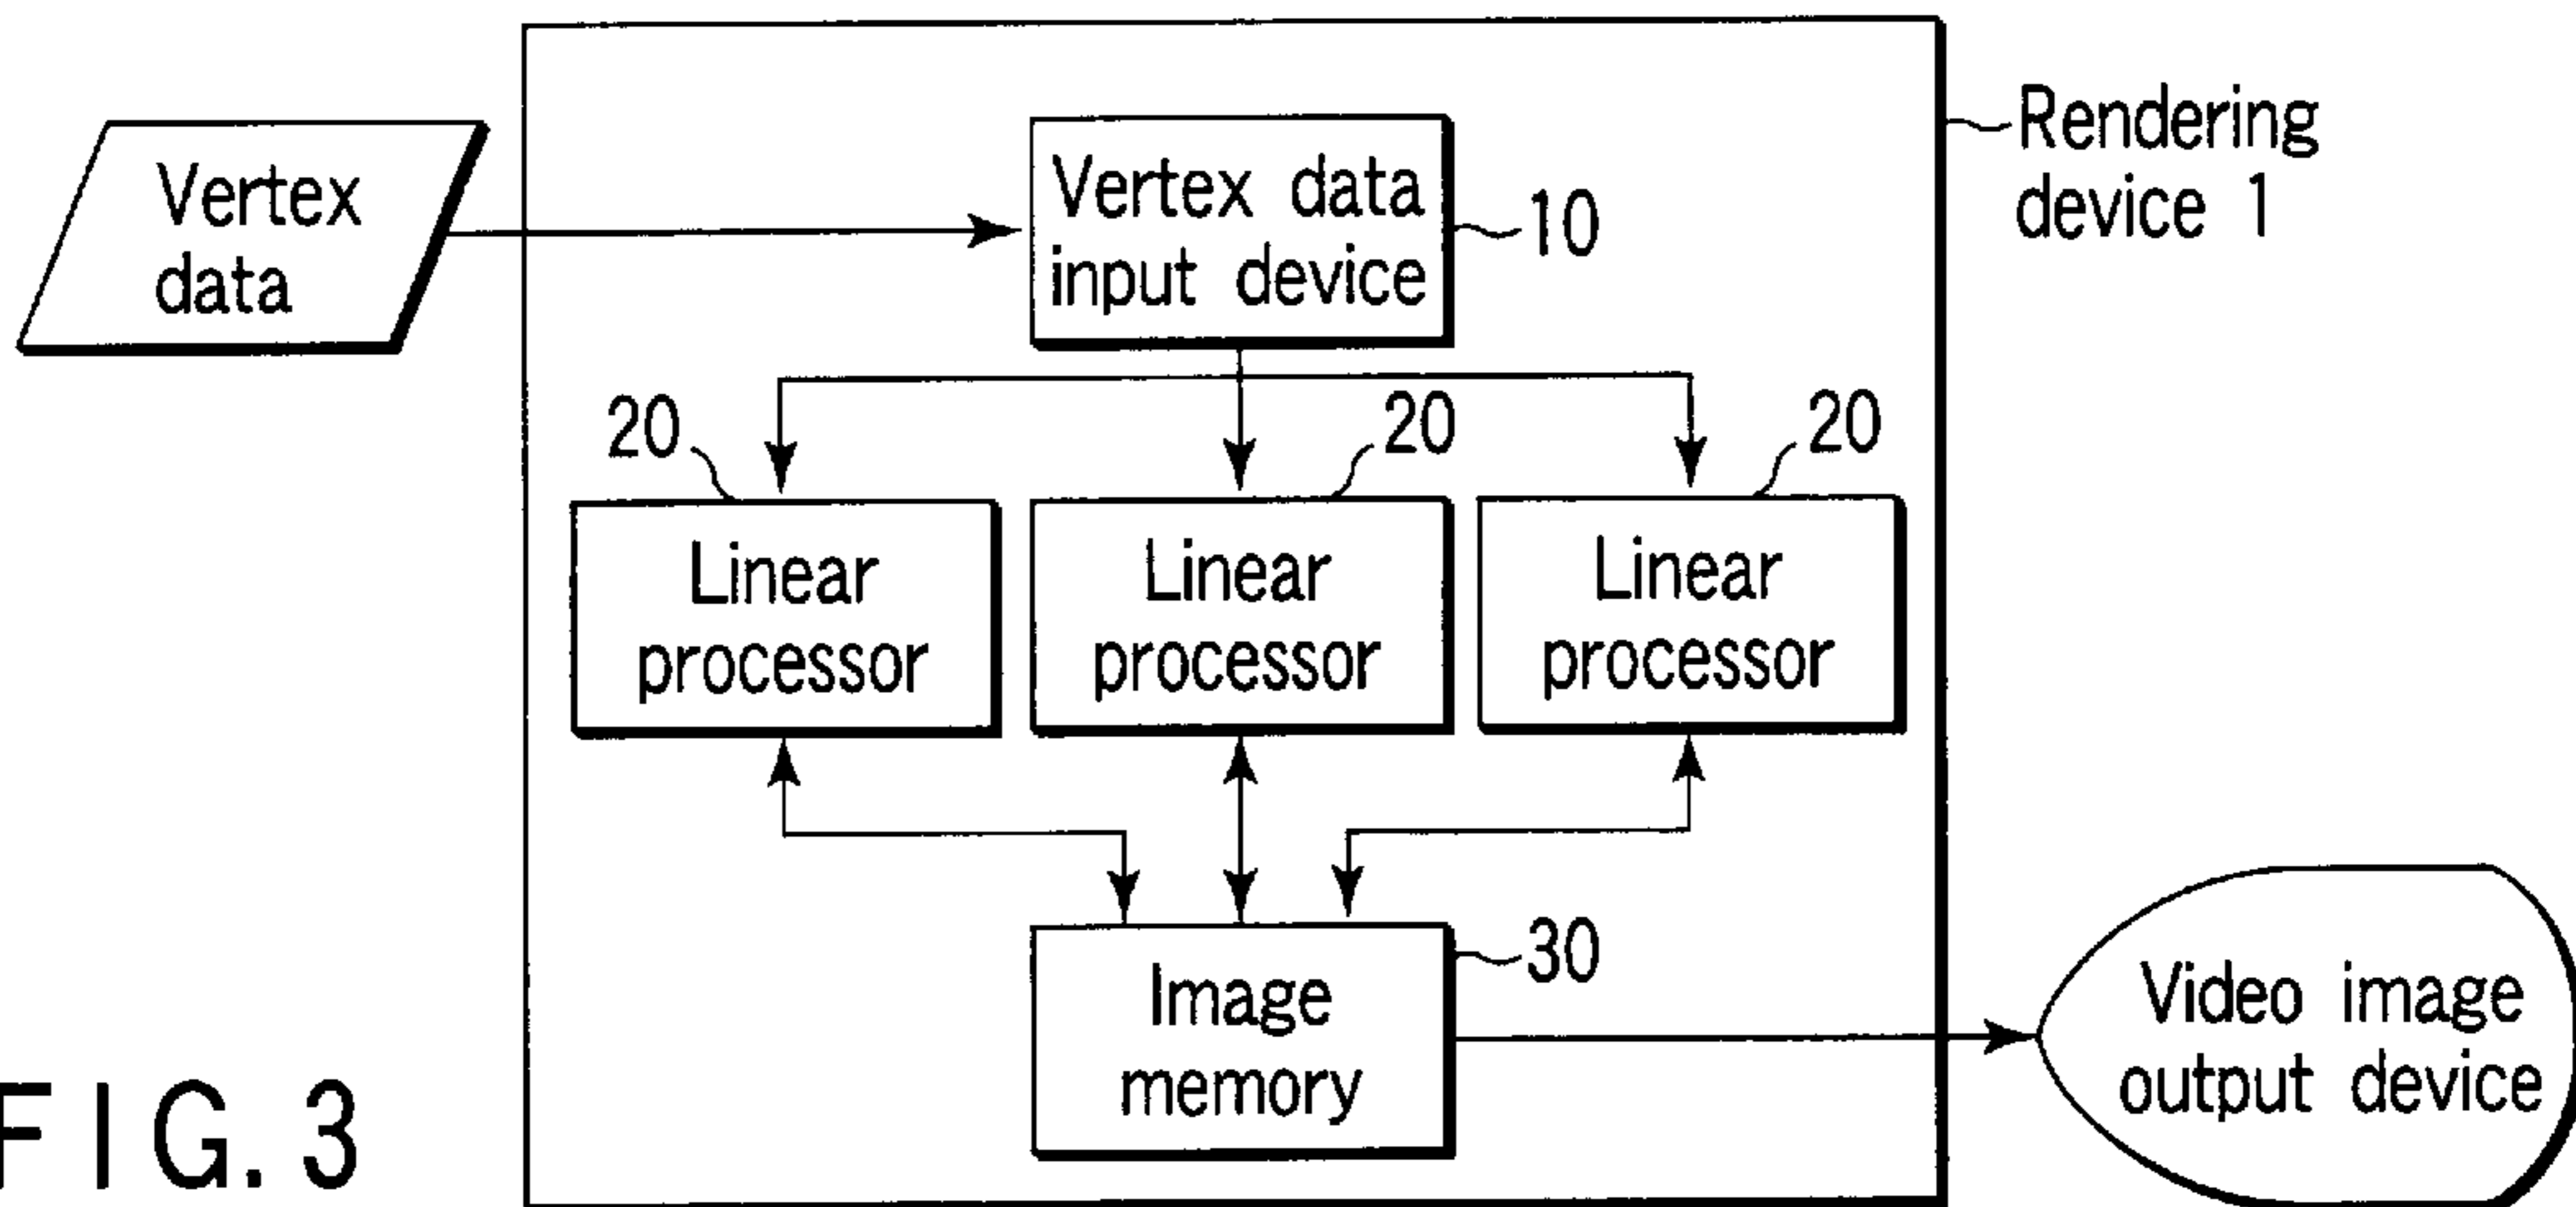 Vertex
data
Vertex data
input device
10
Rendering
device 1
20
20
20
Linear
processor
Linear
processor
Linear
processor
30
Image
memory
Video image
output device
FIG. 3